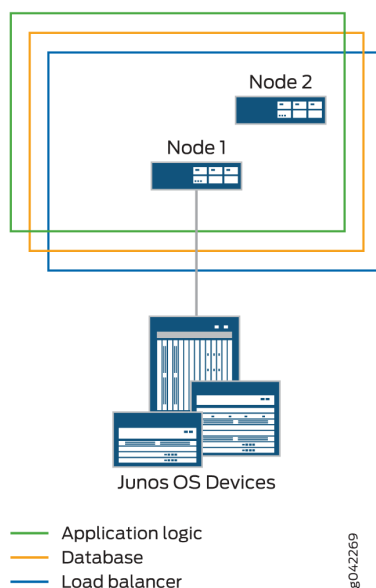 Node 2
Node 1
Junos OS Devices
Application logic
Database
Load balancer
g042269